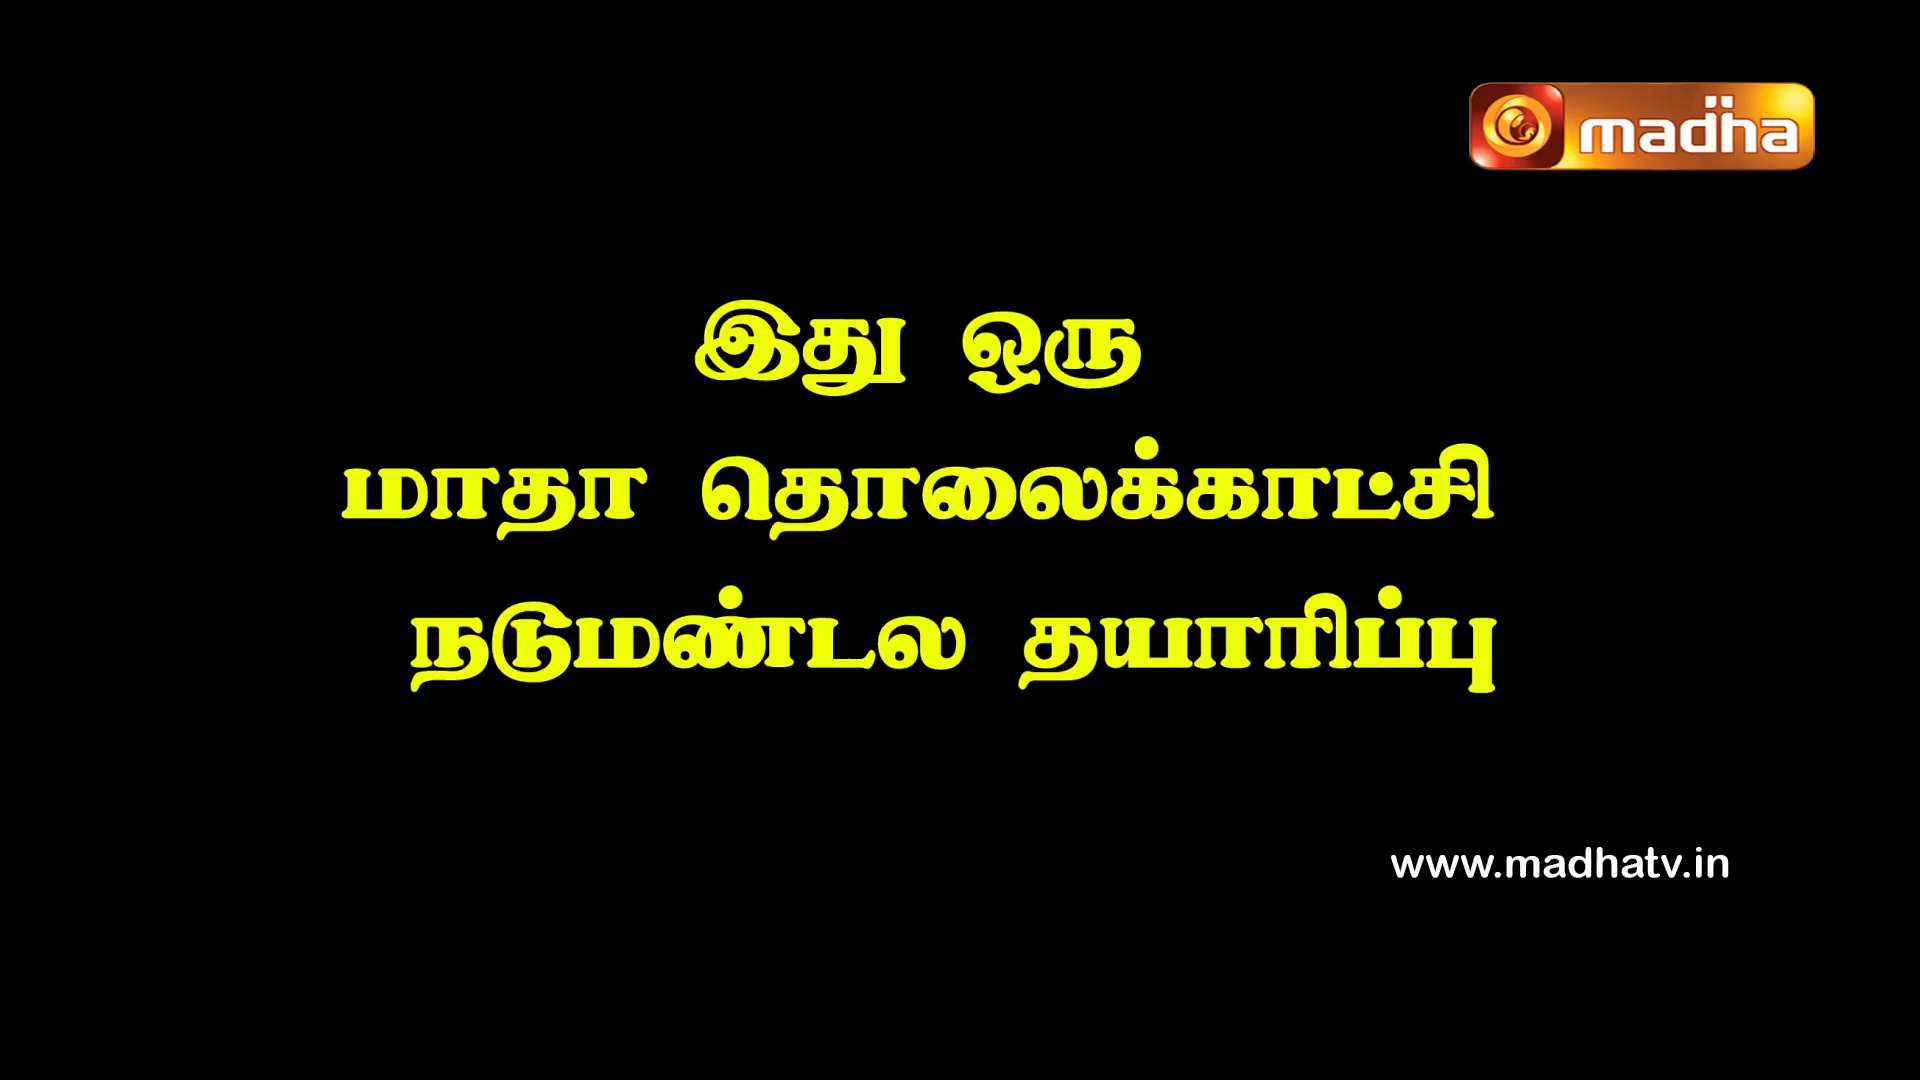 madha
இது ஒரு
மாதா தொலைக்காட்சி
நடுமண்டல தயாரிப்பு
www.madhatv.in